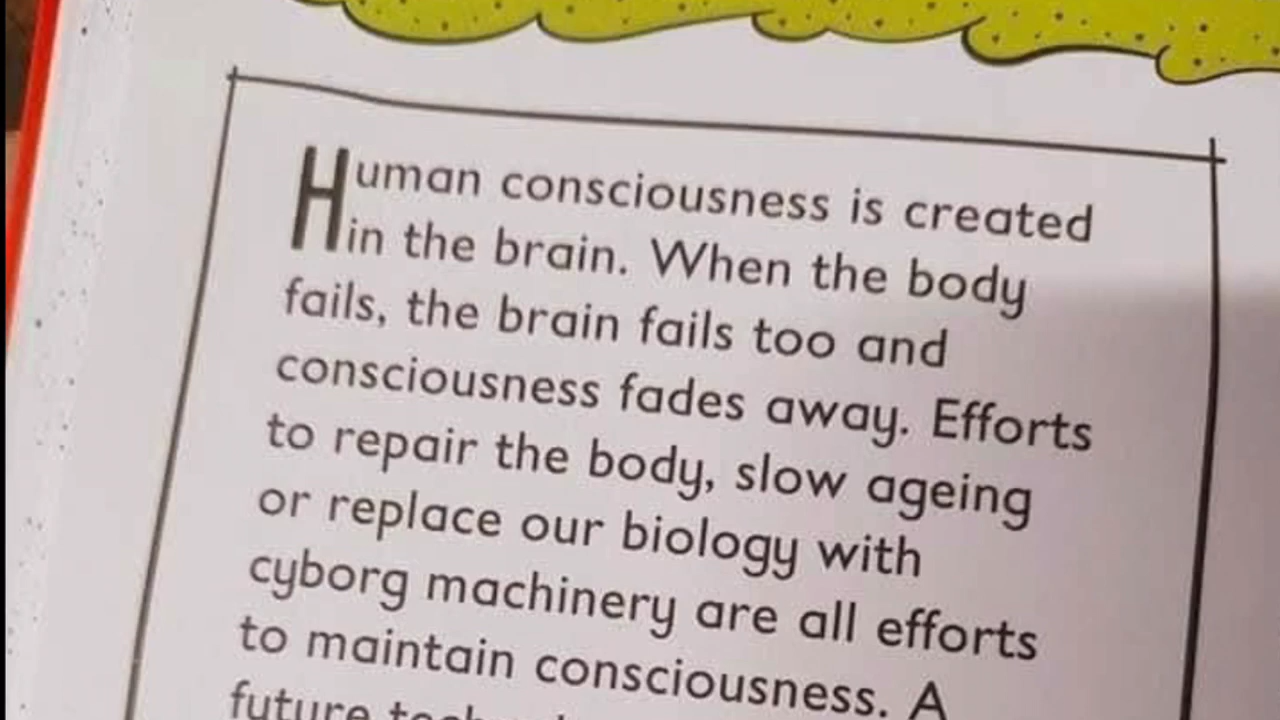 Human consciousness is created
in the brain. When the body
fails, the brain fails too and
consciousness fades away. Efforts
to repair the body, slow ageing
or replace our biology with
cyborg machinery are all efforts
to maintain consciousness. A
future